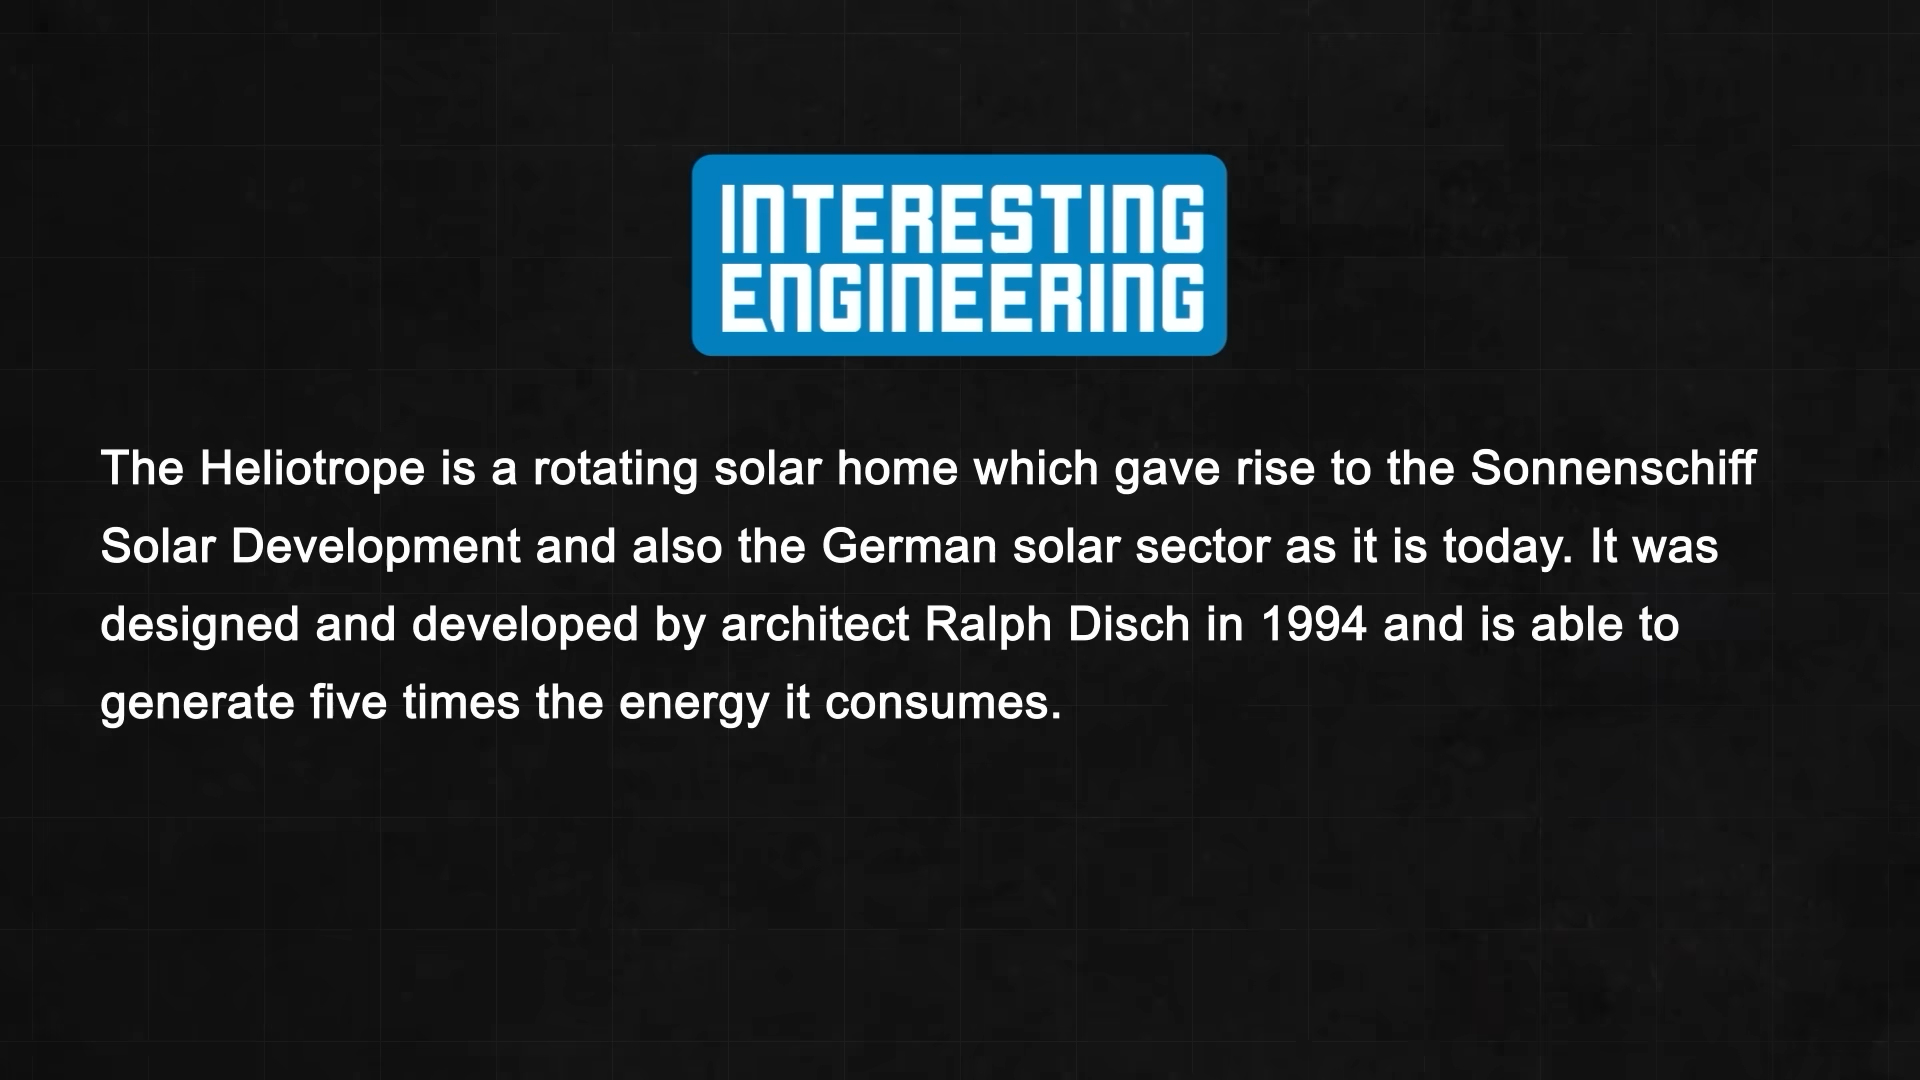 INTERESTING
ENGINEERING
The Heliotrope is a rotating solar home which gave rise to the Sonnenschiff
Solar Development and also the German solar sector as it is today. It was
designed and developed by architect Ralph Disch in 1994 and is able to
generate five times the energy it consumes.